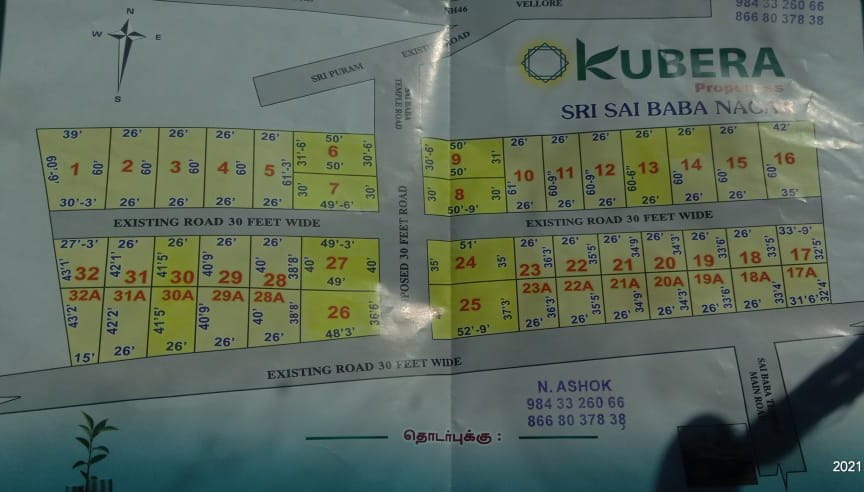 NH46
VELLORE
984 33 260 66
866 80 378 38
N
W
E
S
SRI PURAM
EXISTING ROAD
SAI BABA
TEMPLE ROAD
KUBERA
Properties
SRI SAI BABA NAGAR
39' 26' 26' 26' 26' 50' 50' 26' 26' 26' 26' 26' 26' 42'
1 60' 2 60' 3 60' 4 60' 5 61'-3'
31'-6' 6 30'-6'
50'
30' 7 30'
30'-3' 26' 26' 26' 26' 49'-6'
30'-6' 9 31'
50'
30' 8 30'
50'-9'
61' 10 60-9" 11 60-9" 12 60-6" 13 60' 14 60' 15 60' 16
26' 26' 26' 26' 26' 26' 35'
EXISTING ROAD 30 FEET WIDE
POSED 30 FEET ROAD
EXISTING ROAD 30 FEET WIDE
27'-3' 26' 26' 26' 26' 49'-3'
43'1' 32 42'1' 31 41'5' 30 40'9' 29 40' 28 38'8' 40' 27 40'
49'
32A 31A 30A 29A 28A
43'2' 42'2' 41'5' 40'9' 40' 38'8' 26 36'6'
15' 26' 26' 26' 26' 48'3'
51' 26' 26' 26' 26' 26' 26' 33'-9'
35' 24 35' 23 36'3' 22 35'5' 21 34'9' 20 34'3' 19 33'6' 18 33'5' 17 32'5'
23A 22A 21A 20A 19A 18A 17A
25 37'3' 36'3' 35'5' 34'9' 34'3' 33'6' 33'4' 32'4'
52'-9' 26' 26' 26' 26' 26' 26' 31'6'
EXISTING ROAD 30 FEET WIDE
SAI BABA
MAIN ROAD
N. ASHOK
984 33 260 66
866 80 378 38
தொடர்புக்கு :
2021